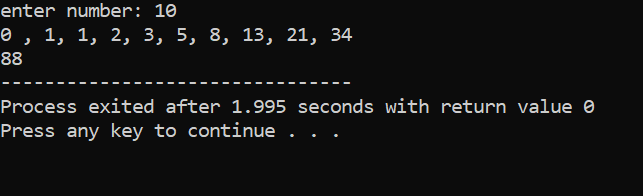 enter number: 10
0 , 1, 1, 2, 3, 5, 8, 13, 21, 34
88
--------------------------------
Process exited after 1.995 seconds with return value 0
Press any key to continue . . .